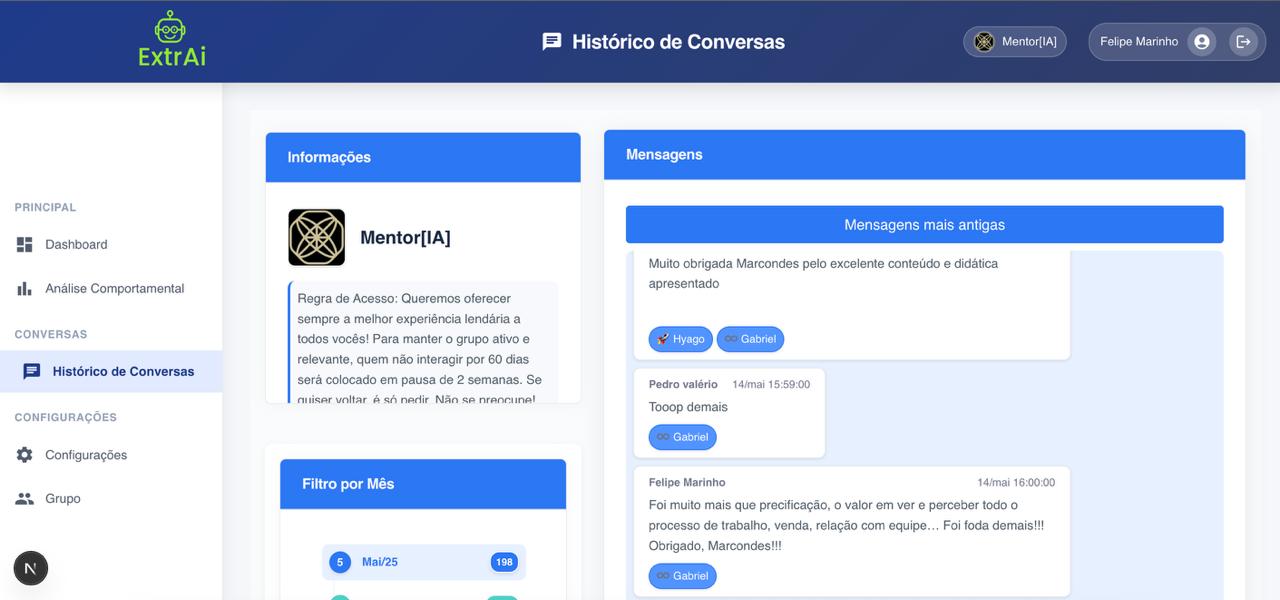 ExtrAi
Histórico de Conversas
Mentor[IA]
Felipe Marinho
PRINCIPAL
Dashboard
Análise Comportamental
CONVERSAS
Histórico de Conversas
CONFIGURAÇÕES
Configurações
Grupo
N
Informações
Mentor[IA]
Regra de Acesso: Queremos oferecer
sempre a melhor experiência lendária a
todos vocês! Para manter o grupo ativo e
relevante, quem não interagir por 60 dias
será colocado em pausa de 2 semanas. Se
quiser voltar, é só pedir. Não se preocupe!
Filtro por Mês
5 Mai/25 198
Mensagens
Mensagens mais antigas
Muito obrigada Marcondes pelo excelente conteúdo e didática
apresentado
🚀 Hyago ♾️ Gabriel
Pedro valério 14/mai 15:59:00
Tooop demais
♾️ Gabriel
Felipe Marinho 14/mai 16:00:00
Foi muito mais que precificação, o valor em ver e perceber todo o
processo de trabalho, venda, relação com equipe… Foi foda demais!!!
Obrigado, Marcondes!!!
♾️ Gabriel